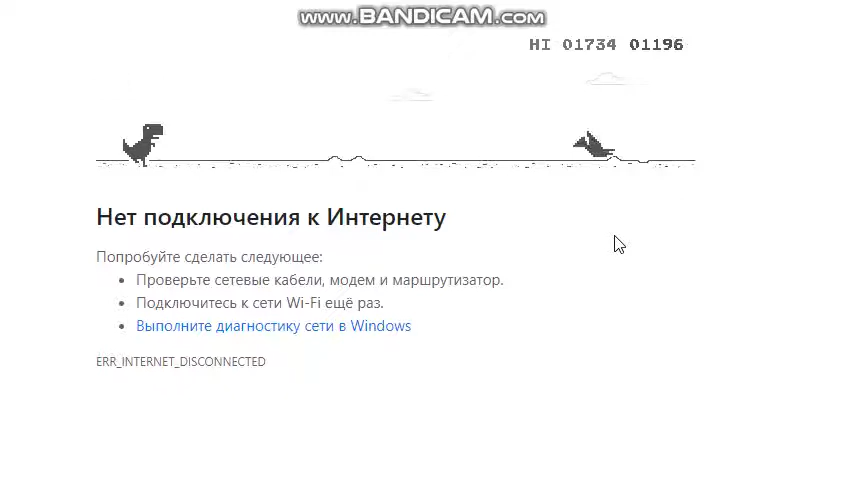 www.BANDICAM.com
HI 01734 01196
Нет подключения к Интернету
Попробуйте сделать следующее:
Проверьте сетевые кабели, модем и маршрутизатор.
Подключитесь к сети Wi-Fi ещё раз.
Выполните диагностику сети в Windows
ERR_INTERNET_DISCONNECTED